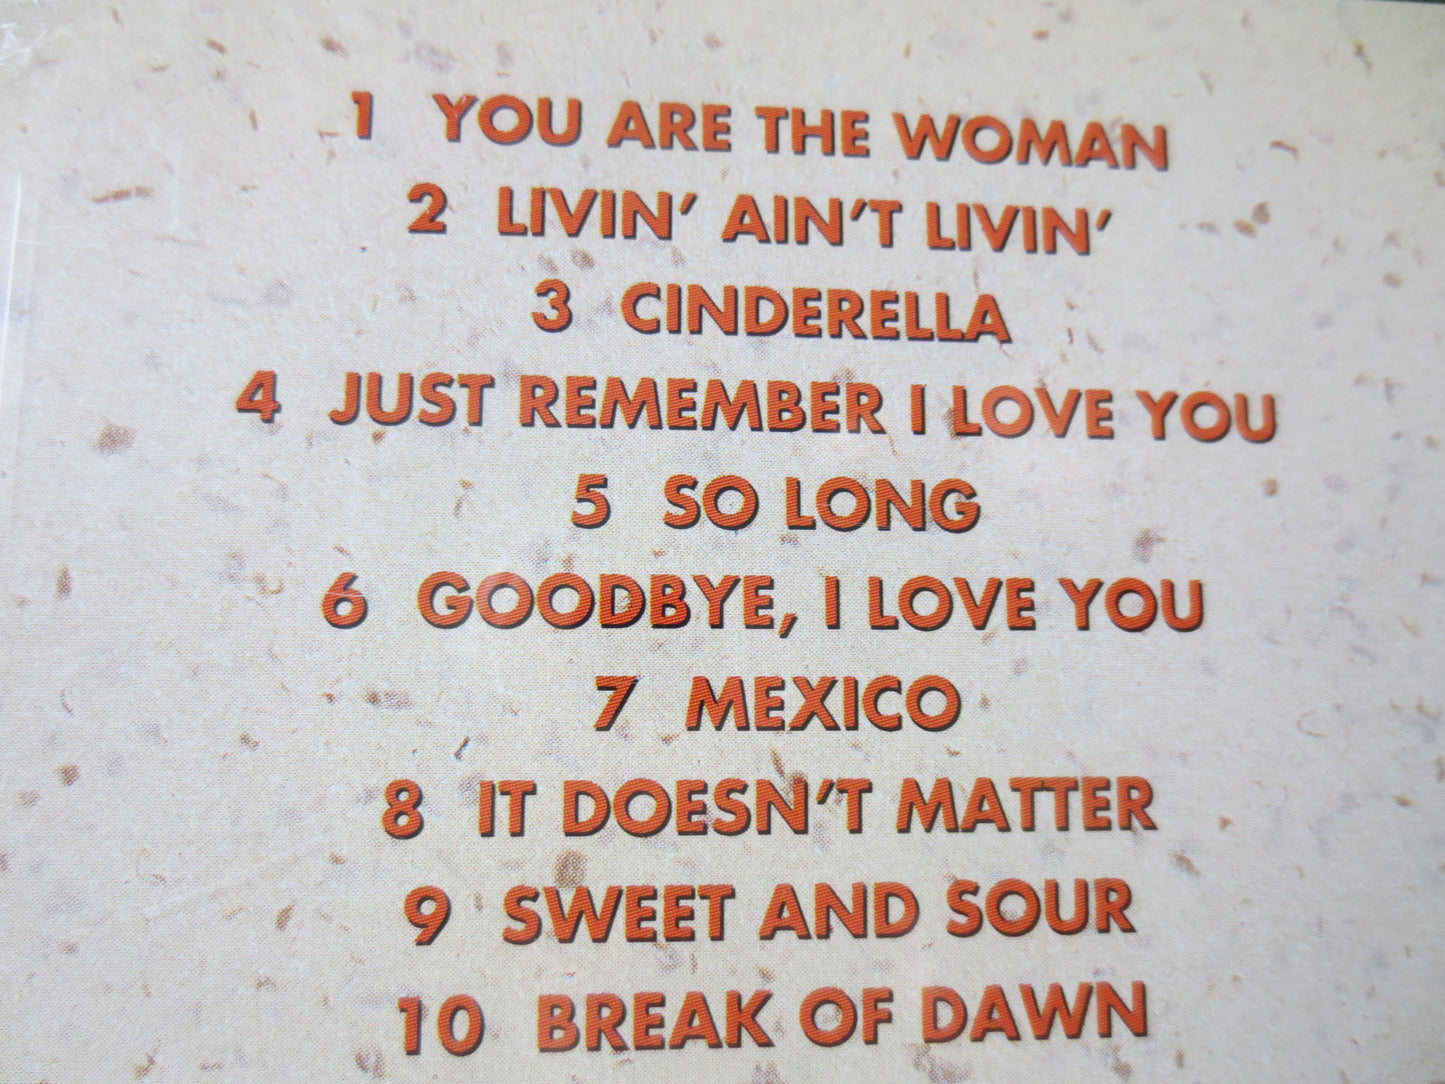 1 YOU ARE THE WOMAN
2 LIVIN' AIN'T LIVIN'
3 CINDERELLA
4 JUST REMEMBER I LOVE YOU
5 SO LONG
6 GOODBYE, I LOVE YOU
7 MEXICO
8 IT DOESN'T MATTER
9 SWEET AND SOUR
10 BREAK OF DAWN